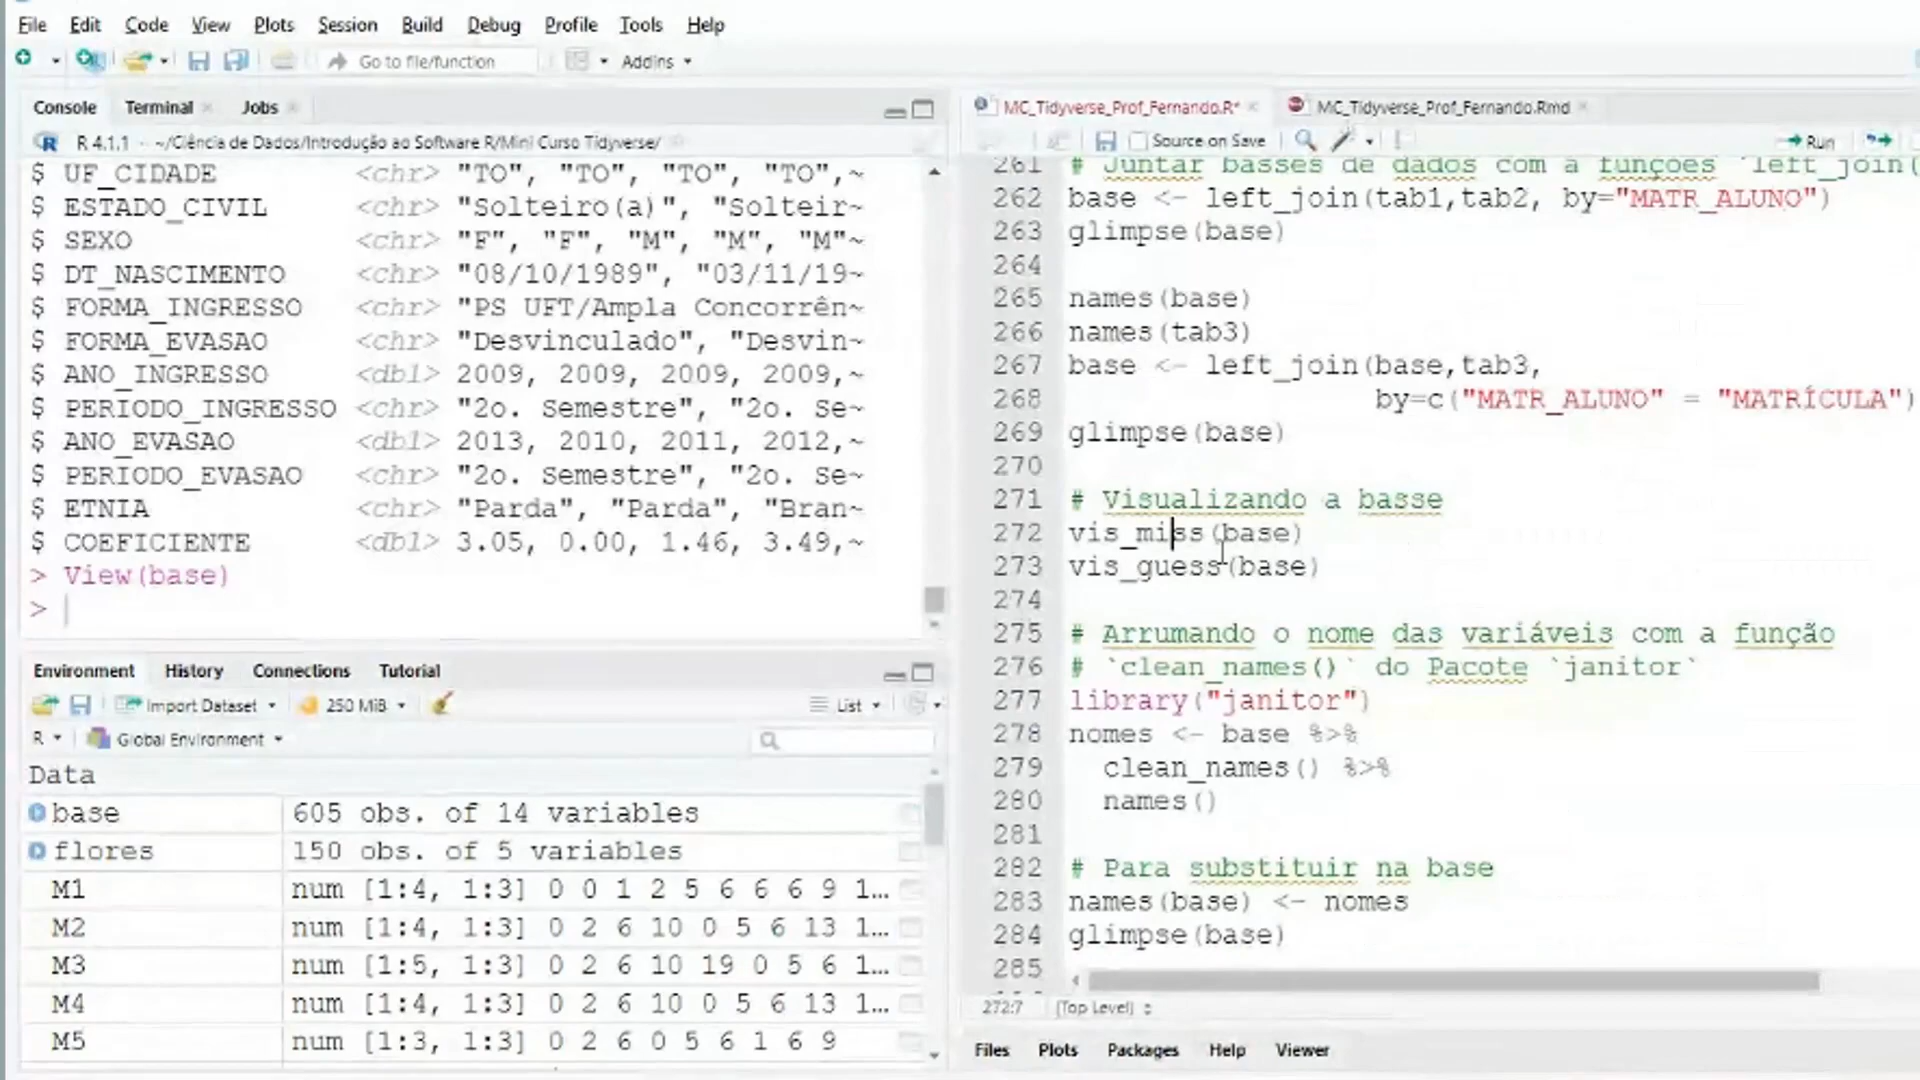 File Edit Code View Plots Session Build Debug Profile Tools Help
Go to file/function Addins
Console Terminal Jobs
R 4.1.1 · ~/Ciência de Dados/Introdução ao Software R/Mini Curso Tidyverse/
$ UF_CIDADE <chr> "TO", "TO", "TO", "TO",~
$ ESTADO_CIVIL <chr> "Solteiro(a)", "Solteir~
$ SEXO <chr> "F", "F", "M", "M", "M"~
$ DT_NASCIMENTO <chr> "08/10/1989", "03/11/19~
$ FORMA_INGRESSO <chr> "PS UFT/Ampla Concorrên~
$ FORMA_EVASAO <chr> "Desvinculado", "Desvin~
$ ANO_INGRESSO <dbl> 2009, 2009, 2009, 2009,~
$ PERIODO_INGRESSO <chr> "2o. Semestre", "2o. Se~
$ ANO_EVASAO <dbl> 2013, 2010, 2011, 2012,~
$ PERIODO_EVASAO <chr> "2o. Semestre", "2o. Se~
$ ETNIA <chr> "Parda", "Parda", "Bran~
$ COEFICIENTE <dbl> 3.05, 0.00, 1.46, 3.49,~
> View(base)
>
Environment History Connections Tutorial
Import Dataset 250 MiB List
R Global Environment
Data
base 605 obs. of 14 variables
flores 150 obs. of 5 variables
M1 num [1:4, 1:3] 0 0 1 2 5 6 6 6 9 1...
M2 num [1:4, 1:3] 0 2 6 10 0 5 6 13 1...
M3 num [1:5, 1:3] 0 2 6 10 19 0 5 6 1...
M4 num [1:4, 1:3] 0 2 6 10 0 5 6 13 1...
M5 num [1:3, 1:3] 0 2 6 0 5 6 1 6 9
MC_Tidyverse_Prof_Fernando.R* MC_Tidyverse_Prof_Fernando.Rmd
Source on Save Run
261 # Juntar basses de dados com a funções `left_join(
262 base <- left_join(tab1,tab2, by="MATR_ALUNO")
263 glimpse(base)
264
265 names(base)
266 names(tab3)
267 base <- left_join(base,tab3,
268 by=c("MATR_ALUNO" = "MATRÍCULA")
269 glimpse(base)
270
271 # Visualizando a basse
272 vis_miss(base)
273 vis_guess(base)
274
275 # Arrumando o nome das variáveis com a função
276 # `clean_names()` do Pacote `janitor`
277 library("janitor")
278 nomes <- base %>%
279 clean_names() %>%
280 names()
281
282 # Para substituir na base
283 names(base) <- nomes
284 glimpse(base)
285
272:7 (Top Level)
Files Plots Packages Help Viewer